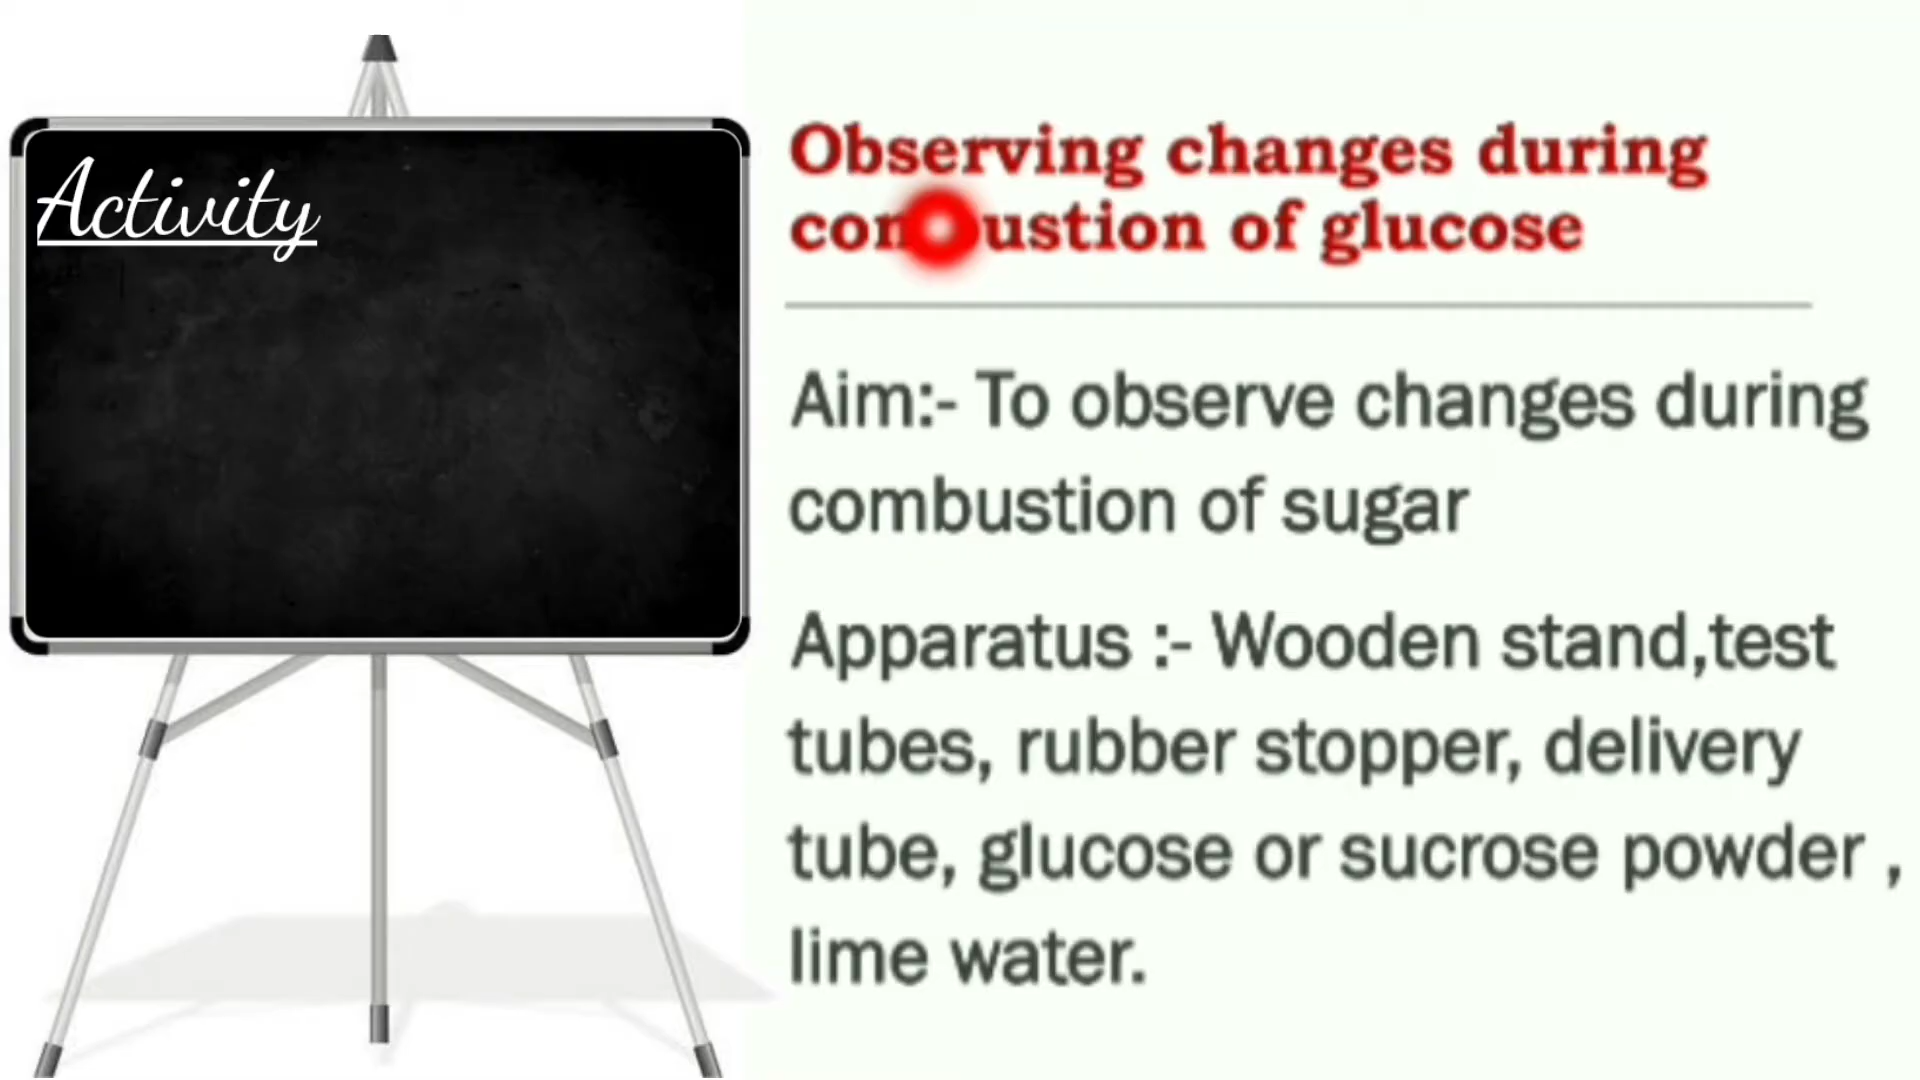 Activity
Observing changes during
combustion of glucose
Aim:- To observe changes during
combustion of sugar
Apparatus :- Wooden stand,test
tubes, rubber stopper, delivery
tube, glucose or sucrose powder ,
lime water.